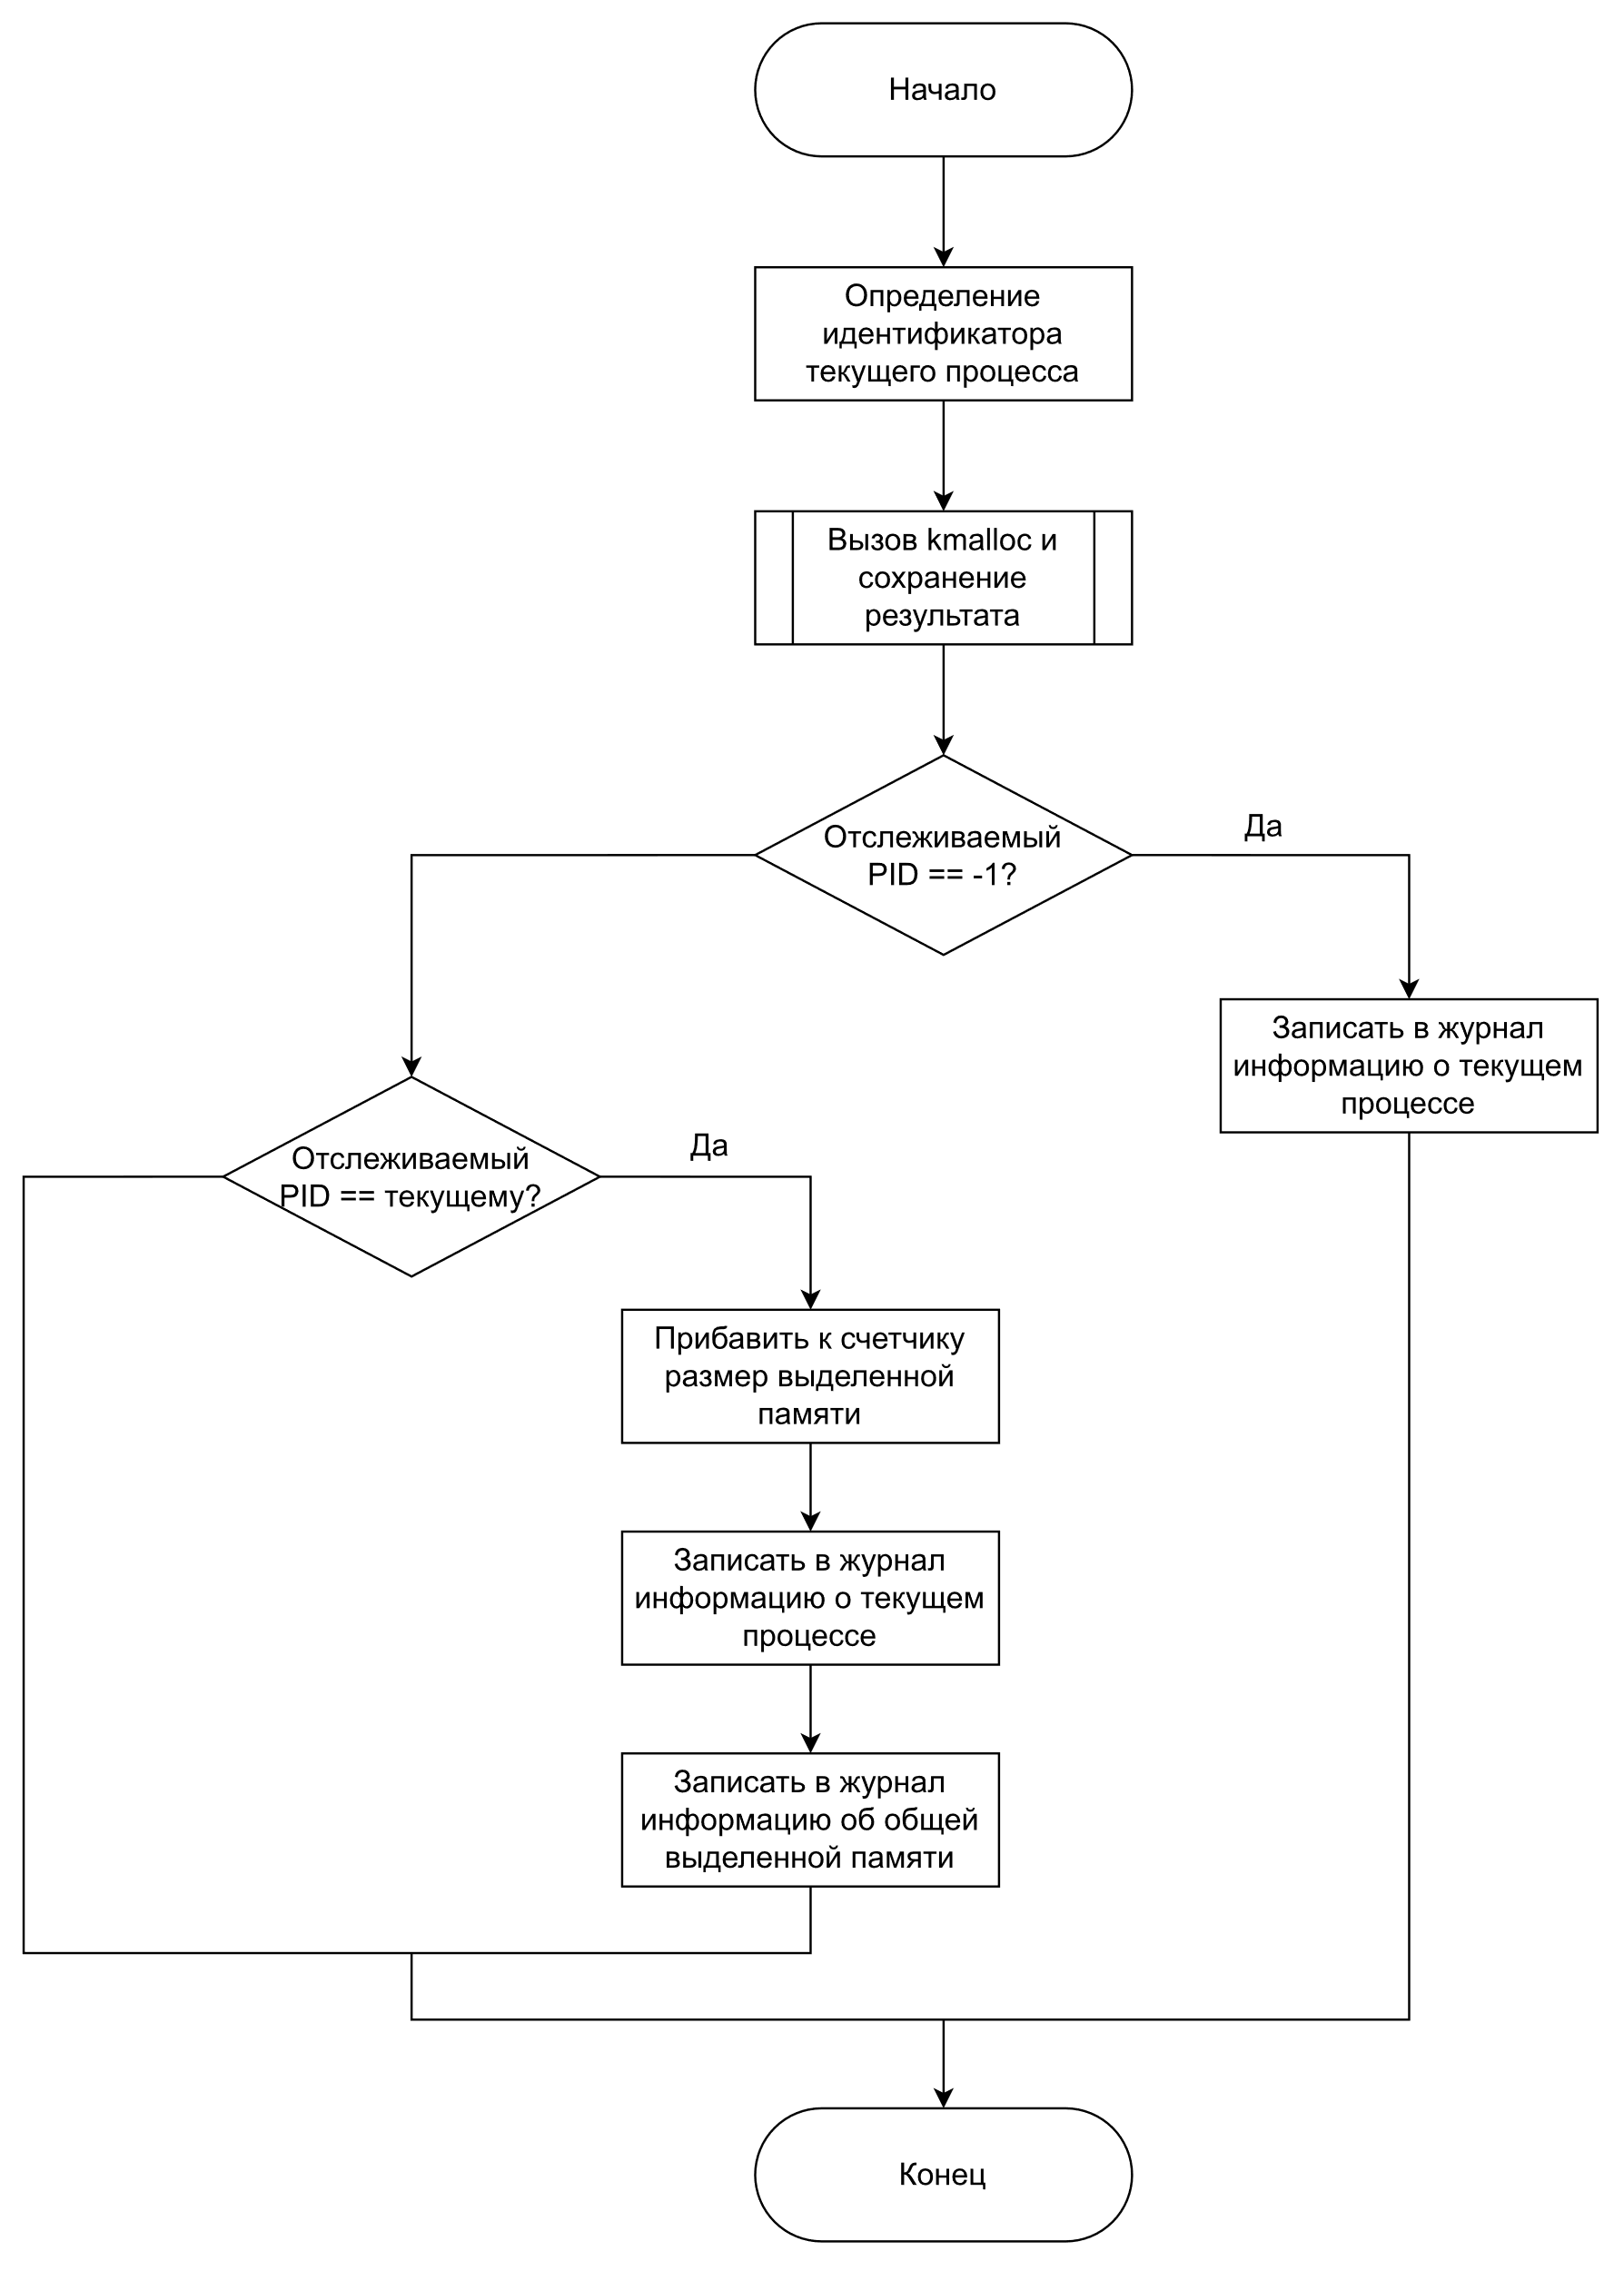 Начало
Определение
идентификатора
текущего процесса
Вызов kmalloc и
сохранение
результата
Отслеживаемый
PID == -1?
Да
Записать в журнал
информацию о текущем
процессе
Отслеживаемый
PID == текущему?
Да
Прибавить к счетчику
размер выделенной
памяти
Записать в журнал
информацию о текущем
процессе
Записать в журнал
информацию об общей
выделенной памяти
Конец